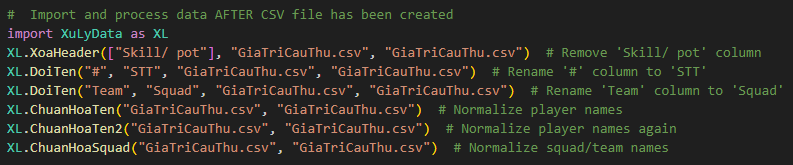 #  Import and process data AFTER CSV file has been created
import XuLyData as XL
XL.XoaHeader(["Skill/ pot"], "GiaTriCauThu.csv", "GiaTriCauThu.csv")  # Remove 'Skill/ pot' column
XL.DoiTen("#", "STT", "GiaTriCauThu.csv", "GiaTriCauThu.csv")  # Rename '#' column to 'STT'
XL.DoiTen("Team", "Squad", "GiaTriCauThu.csv", "GiaTriCauThu.csv")  # Rename 'Team' column to 'Squad'
XL.ChuanHoaTen("GiaTriCauThu.csv", "GiaTriCauThu.csv")  # Normalize player names
XL.ChuanHoaTen2("GiaTriCauThu.csv", "GiaTriCauThu.csv")  # Normalize player names again
XL.ChuanHoaSquad("GiaTriCauThu.csv", "GiaTriCauThu.csv")  # Normalize squad/team names